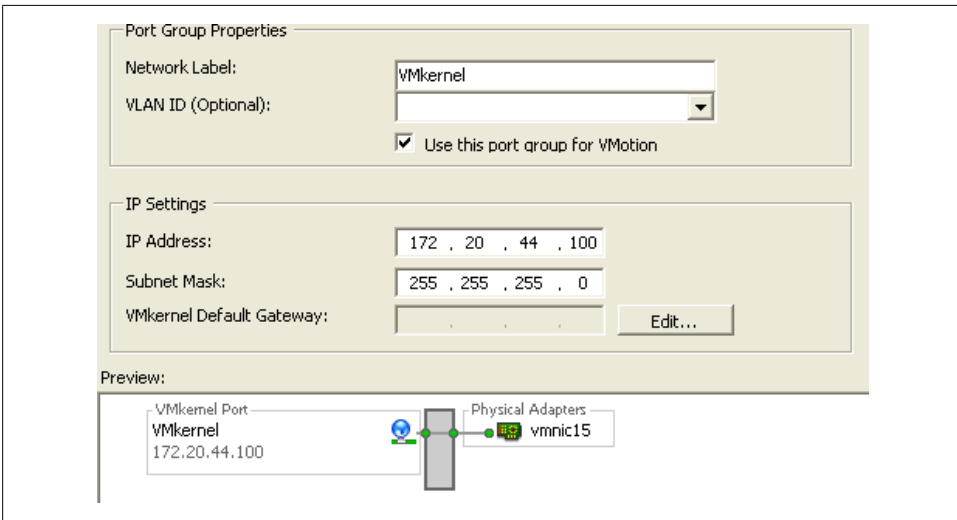 Port Group Properties
Network Label:
VMkernel
VLAN ID (Optional):
Use this port group for VMotion
IP Settings
IP Address:
172 . 20 . 44 . 100
Subnet Mask:
255 . 255 . 255 . 0
VMkernel Default Gateway:
. . .
Edit...
Preview:
VMkernel Port
VMkernel
172.20.44.100
Physical Adapters
vmnic15